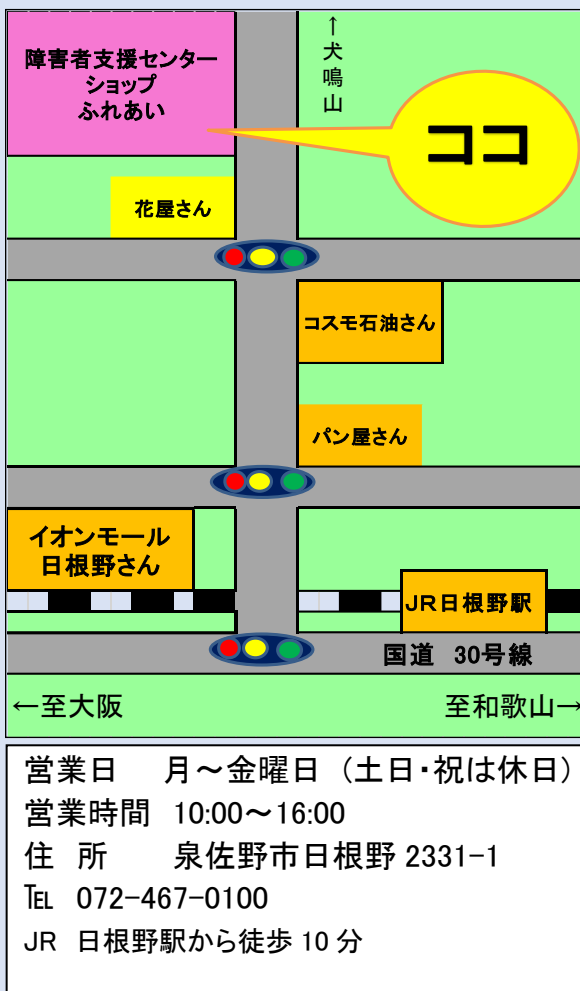 障害者支援センター
ショップ
ふれあい
↑
犬
鳴
山
ココ
花屋さん
コスモ石油さん
パン屋さん
イオンモール
日根野さん
JR日根野駅
国道 30号線
←至大阪
至和歌山→
営業日 月～金曜日（土日・祝は休日）
営業時間 10:00～16:00
住 所 泉佐野市日根野 2331-1
℡ 072-467-0100
JR 日根野駅から徒歩 10 分